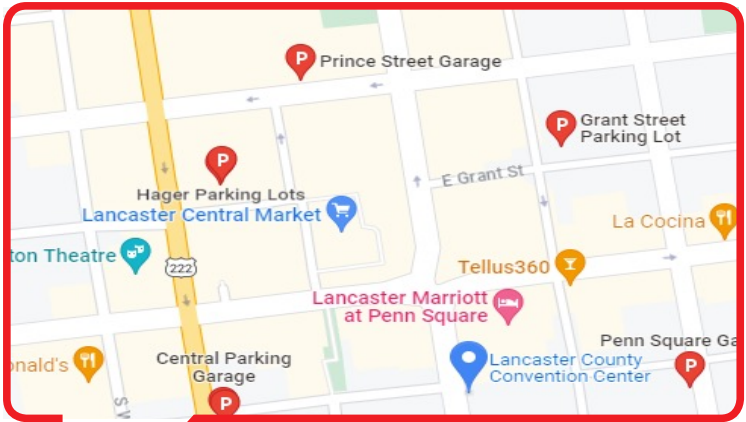 Prince Street Garage
P
P
Grant Street
Parking Lot
P
Hager Parking Lots
Lancaster Central Market
E Grant St
La Cocina
ton Theatre
222
Tellus360
Lancaster Marriott
at Penn Square
Penn Square Ga
Central Parking
Garage
onald's
Lancaster County
Convention Center
P
P
S W